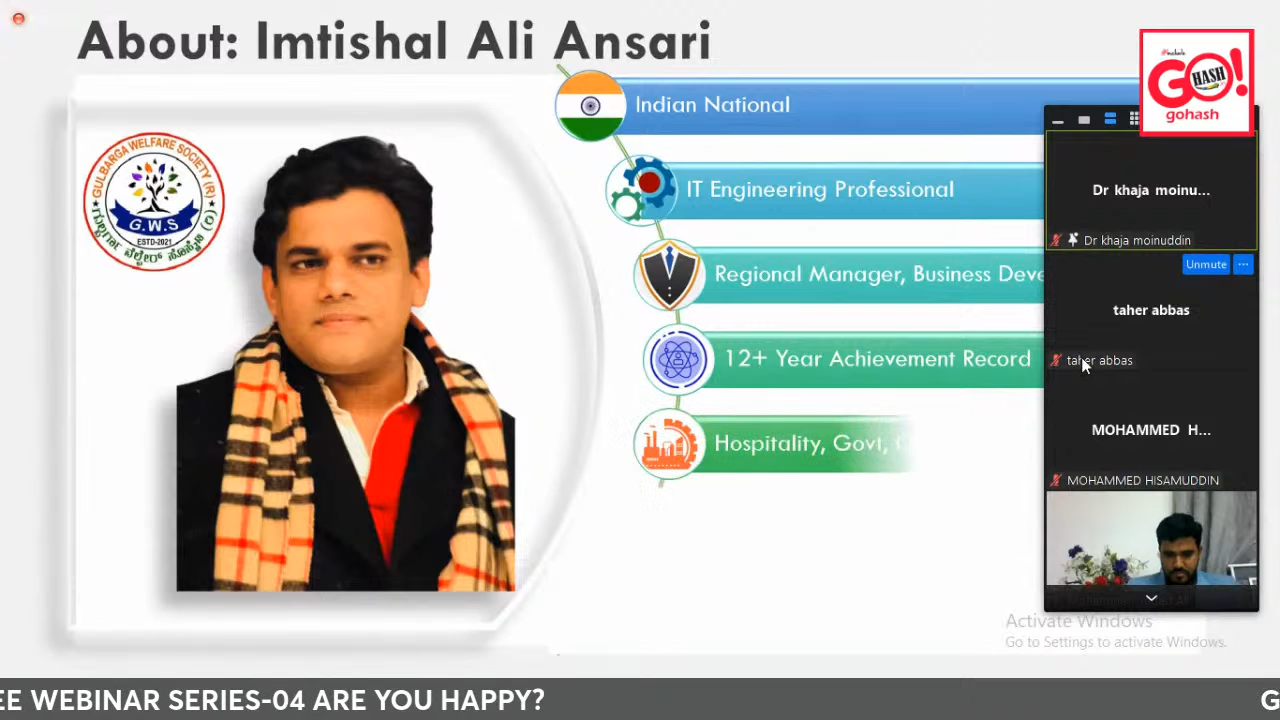 About: Imtishal Ali Ansari
GULBARGA WELFARE SOCIETY (R)
G.W.S
ESTD-2021
ಗುಲ್ಬರ್ಗಾ ವೆಲ್ಫೇರ್ ಸೊಸೈಟಿ (ರಿ)
Indian National
IT Engineering Professional
Regional Manager, Business Deve
12+ Year Achievement Record
Hospitality, Govt,
GO!
HASH
gohash
Dr khaja moinu...
Dr khaja moinuddin
Unmute
taher abbas
taher abbas
MOHAMMED H...
MOHAMMED HISAMUDDIN
Activate Windows
Go to Settings to activate Windows.
EE WEBINAR SERIES-04 ARE YOU HAPPY?
G